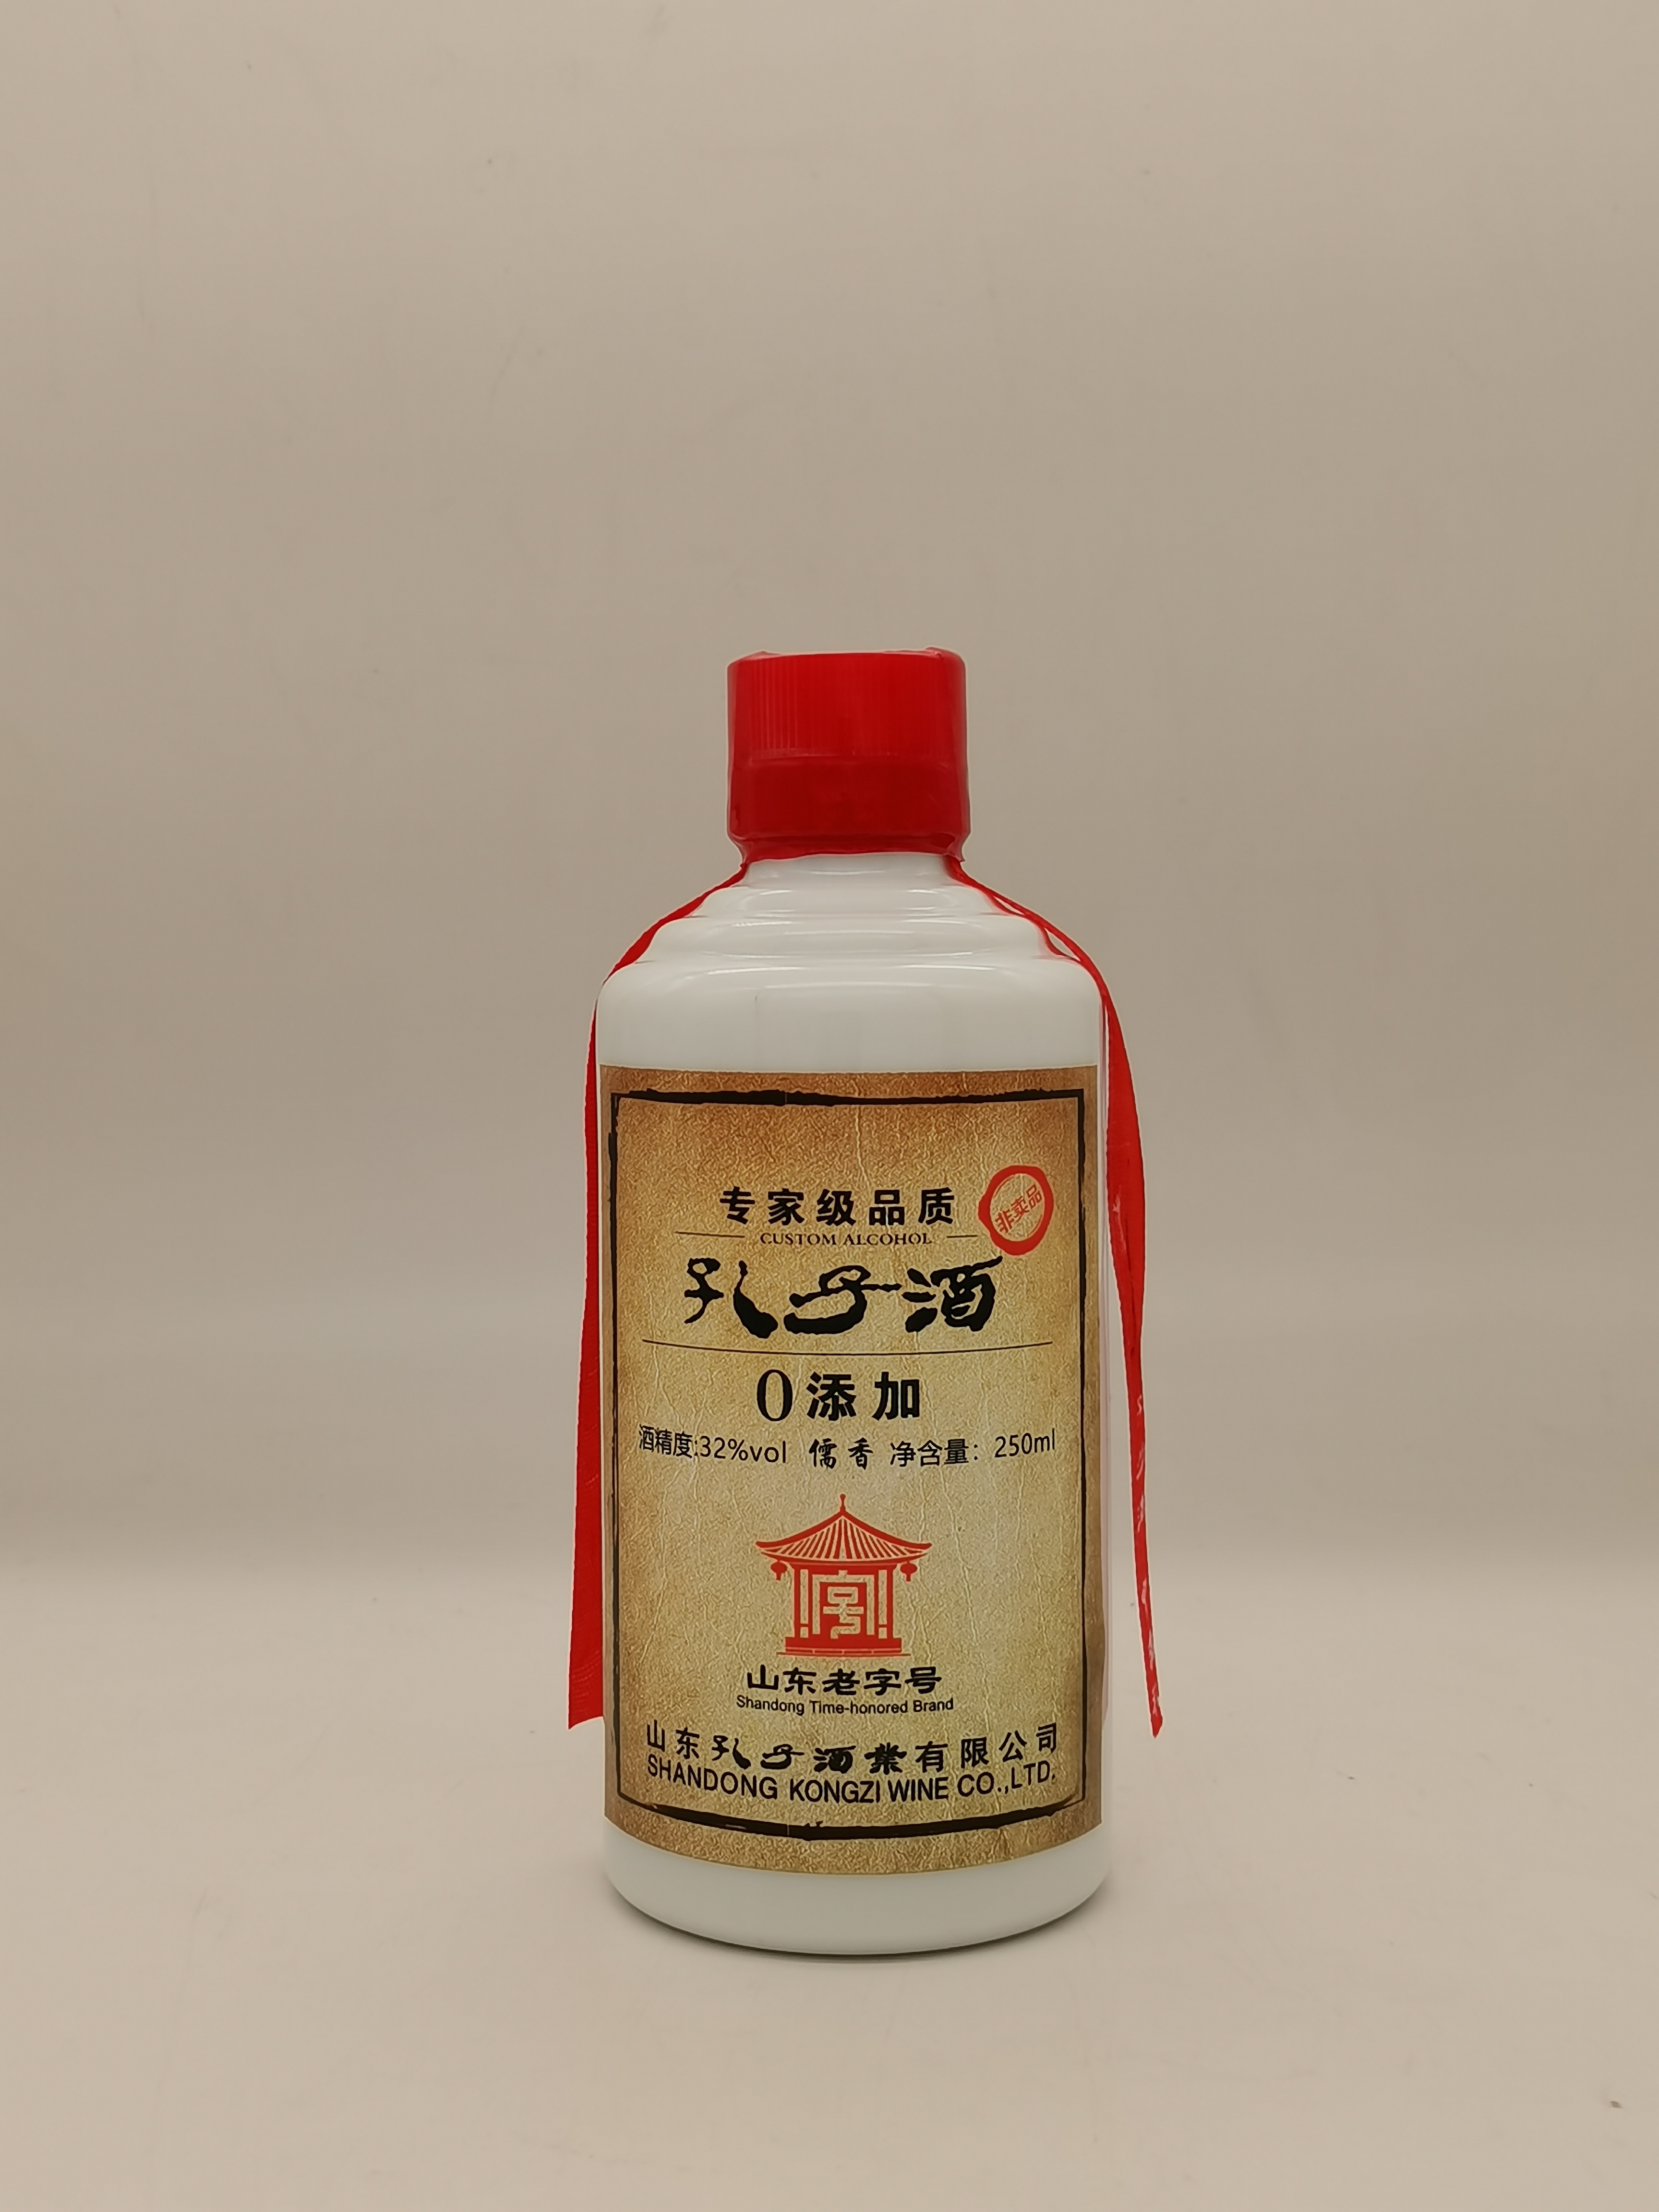 专家级品质
非卖品
CUSTOM ALCOHOL
孔子酒
0添加
酒精度:32%vol 儒香 净含量：250ml
山东老字号
Shandong Time-honored Brand
山东孔子酒業有限公司
SHANDONG KONGZI WINE CO.,LTD.